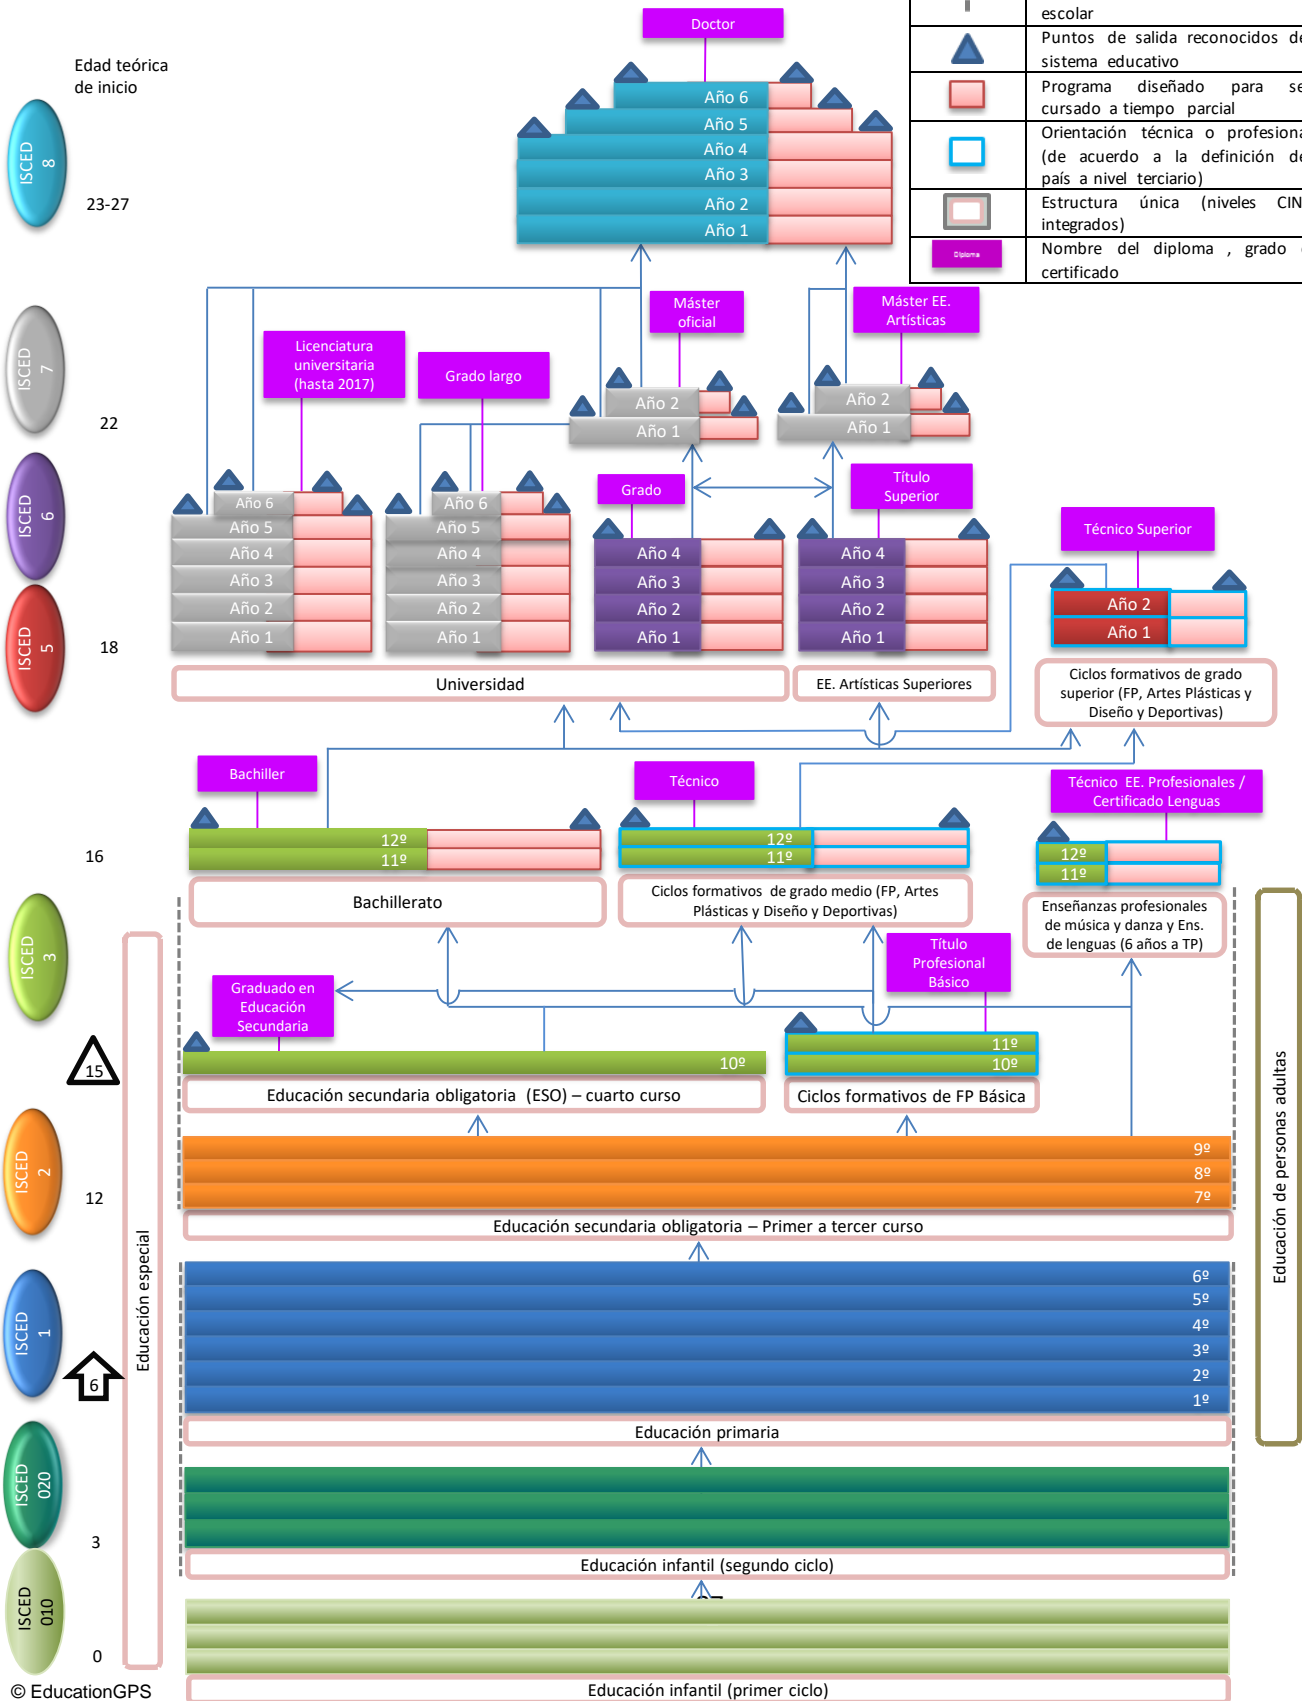 escolar
Puntos de salida reconocidos
sistema educativo
Programa diseñado para
cursado a tiempo parcial
Orientación técnica o
(de acuerdo a la definición
país a nivel terciario)
Estructura única (niveles
integrados)
Diploma
Nombre del diploma , grado
certificado
Edad teórica
de inicio
Doctor
Año 6
Año 5
Año 4
Año 3
Año 2
Año 1
ISCED
8
23-27
Máster
oficial
Máster EE.
Artísticas
Licenciatura
universitaria
(hasta 2017)
Grado largo
ISCED
7
22
Año 2
Año 1
Año 2
Año 1
ISCED
6
Grado
Título
Superior
Técnico Superior
Año 6
Año 5
Año 4
Año 3
Año 2
Año 1
Año 6
Año 5
Año 4
Año 3
Año 2
Año 1
Año 4
Año 3
Año 2
Año 1
Año 4
Año 3
Año 2
Año 1
Año 2
Año 1
ISCED
5
18
Universidad
EE. Artísticas Superiores
Ciclos formativos de grado
superior (FP, Artes Plásticas y
Diseño y Deportivas)
Bachiller
Técnico
Técnico EE. Profesionales /
Certificado Lenguas
16
12º
11º
12º
11º
12º
11º
Bachillerato
Ciclos formativos de grado medio (FP, Artes
Plásticas y Diseño y Deportivas)
Enseñanzas profesionales
de música y danza y Ens.
de lenguas (6 años a TP)
ISCED
3
Graduado en
Educación
Secundaria
Título
Profesional
Básico
15
10º
11º
10º
Educación secundaria obligatoria (ESO) – cuarto curso
Ciclos formativos de FP Básica
ISCED
2
12
9º
8º
7º
Educación secundaria obligatoria – Primer a tercer curso
Educación especial
Educación de personas adultas
ISCED
1
6
6º
5º
4º
3º
2º
1º
Educación primaria
ISCED
020
3
Educación infantil (segundo ciclo)
ISCED
010
0
Educación infantil (primer ciclo)
© EducationGPS